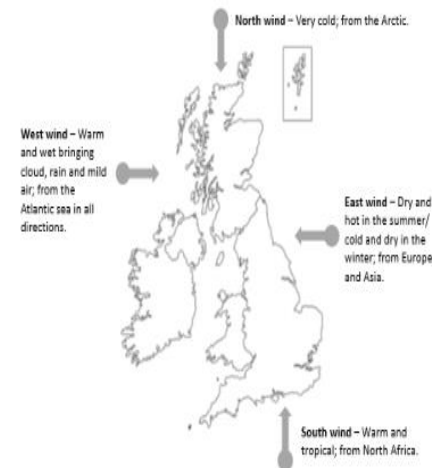 North wind – Very cold; from the Arctic.
West wind – Warm
and wet bringing
cloud, rain and mild
air; from the
Atlantic sea in all
directions.
East wind – Dry and
hot in the summer/
cold and dry in the
winter; from Europe
and Asia.
South wind – Warm and
tropical; from North Africa.